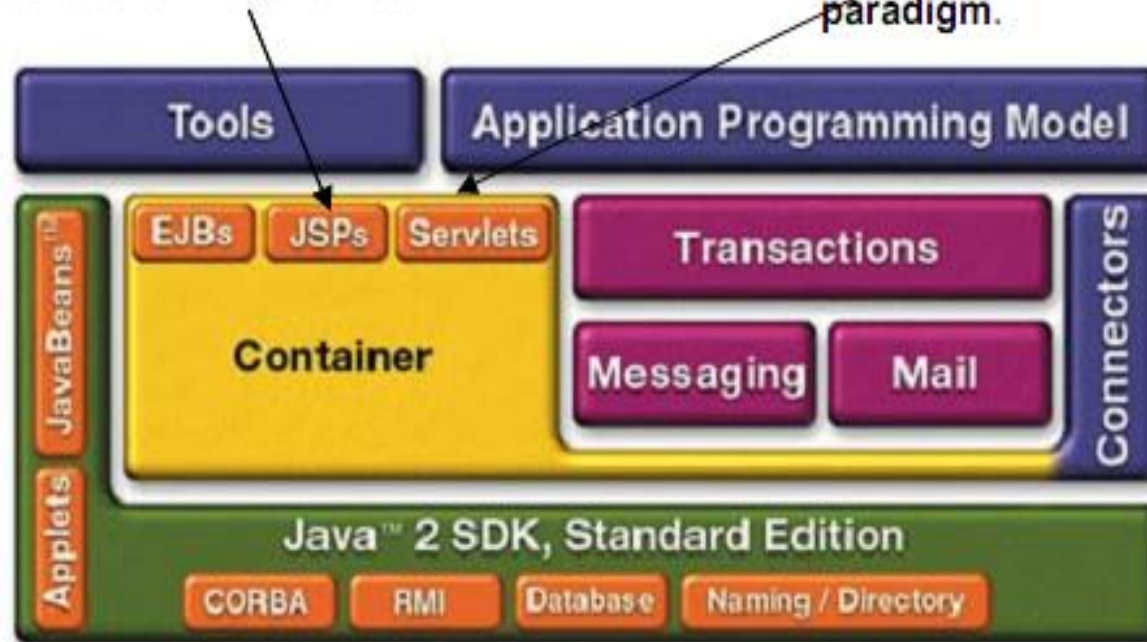 paradigm.
Tools
Application Programming Model
EJBs
JSPs
Servlets
Transactions
Container
Messaging
Mail
Connectors
JavaBeans™
Applets
Java™ 2 SDK, Standard Edition
CORBA
RMI
Database
Naming / Directory